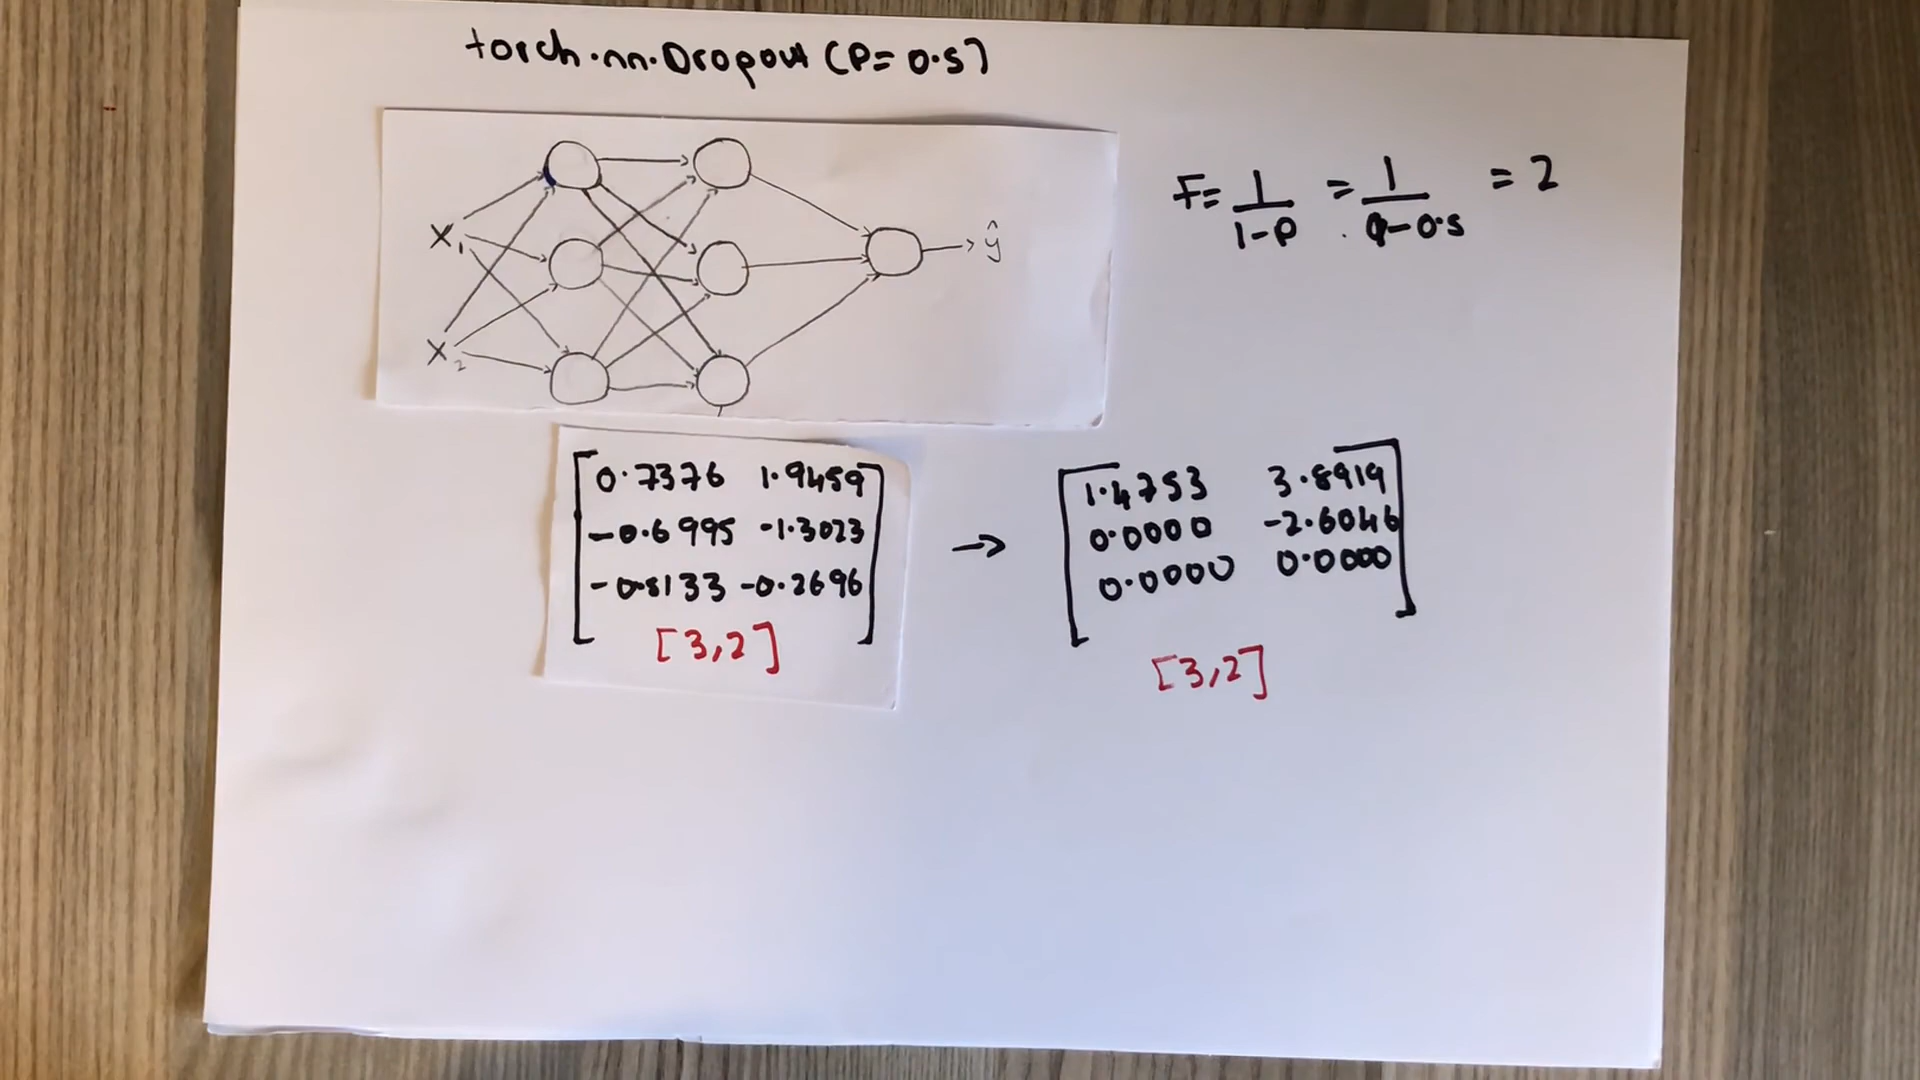 torch.nn.Dropout (P= 0.5)
F= 1/1-P = 1/1-0.5 = 2
X1
X2
ŷ
0.7376 1.9459
-0.6995 -1.3023
-0.8133 -0.2696
[3,2]
→
1.4753 3.8919
0.0000 -2.6046
0.0000 0.0000
[3,2]